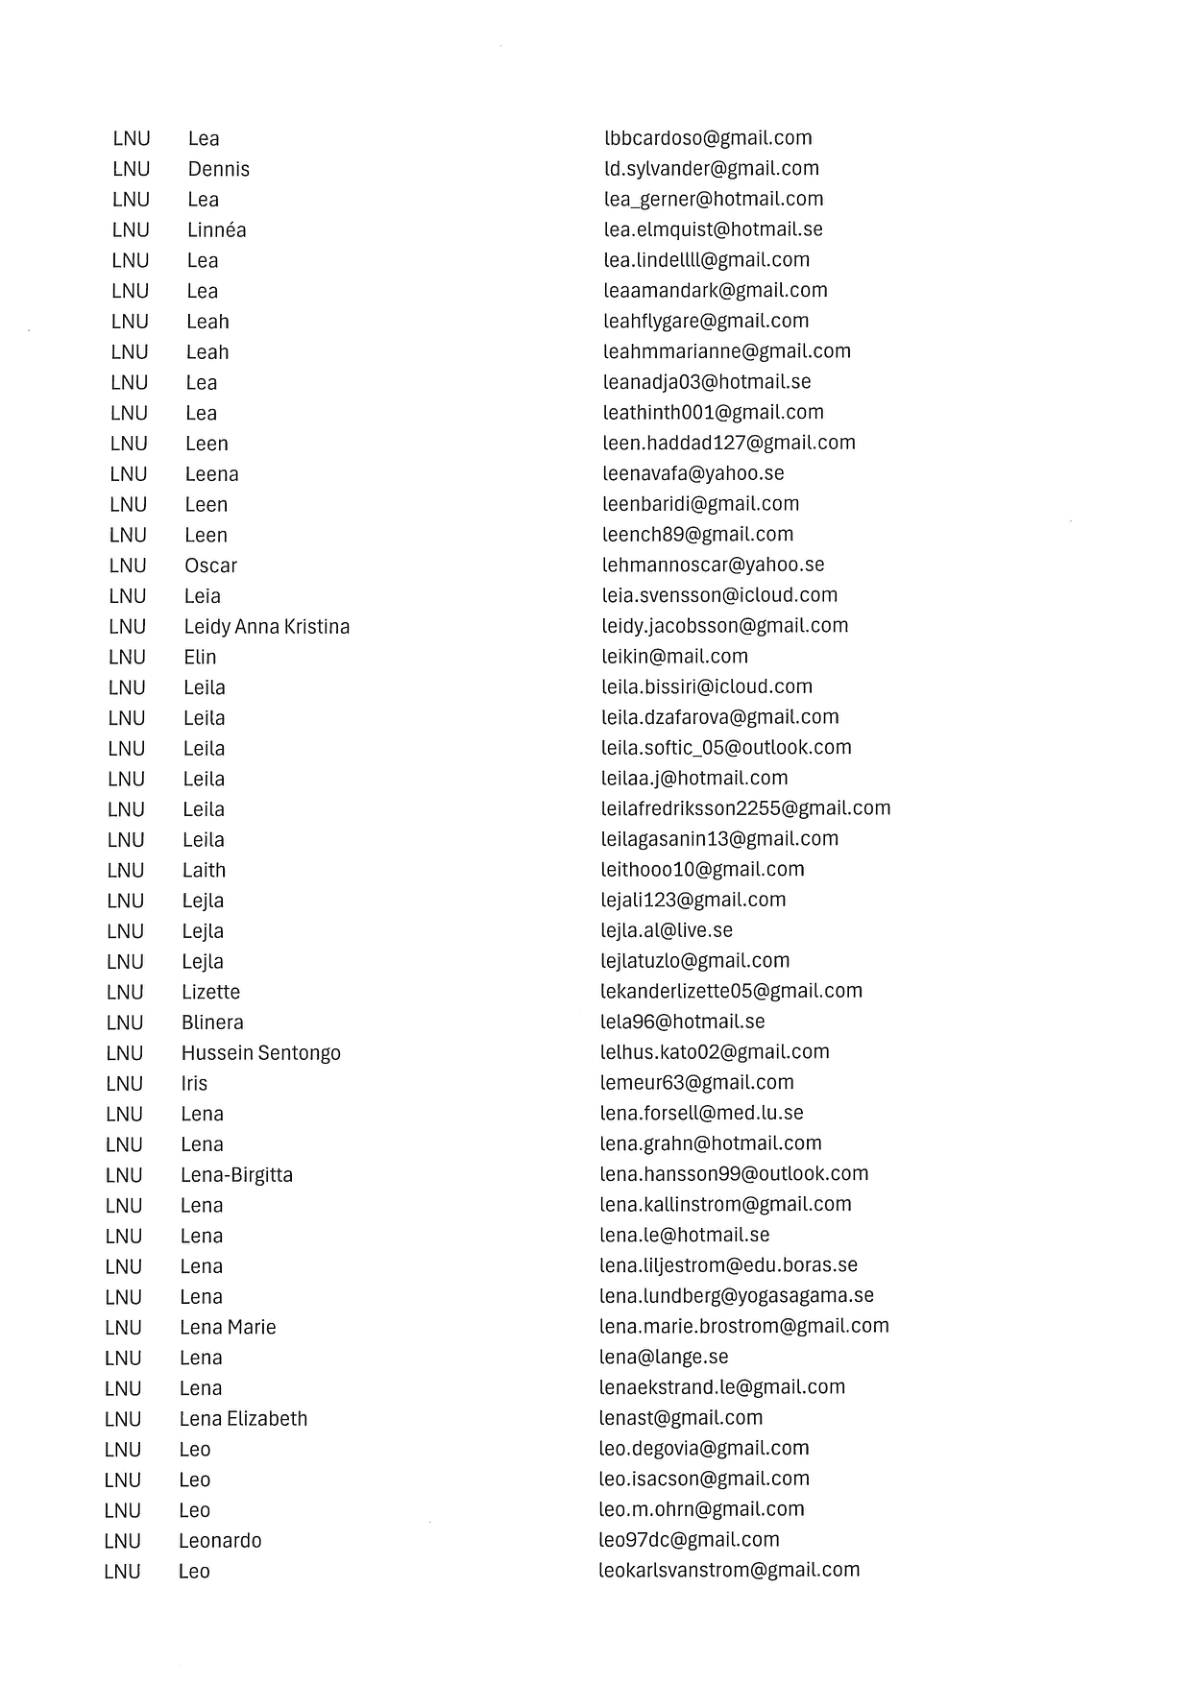 LNU Lea lbbcardoso@gmail.com
LNU Dennis ld.sylvander@gmail.com
LNU Lea lea_gerner@hotmail.com
LNU Linnéa lea.elmquist@hotmail.se
LNU Lea lea.lindellll@gmail.com
LNU Lea leaamandark@gmail.com
LNU Leah leahflygare@gmail.com
LNU Leah leahmmarianne@gmail.com
LNU Lea leanadja03@hotmail.se
LNU Lea leathinth001@gmail.com
LNU Leen leen.haddad127@gmail.com
LNU Leena leenavafa@yahoo.se
LNU Leen leenbaridi@gmail.com
LNU Leen leench89@gmail.com
LNU Oscar lehmannoscar@yahoo.se
LNU Leia leia.svensson@icloud.com
LNU Leidy Anna Kristina leidy.jacobsson@gmail.com
LNU Elin leikin@mail.com
LNU Leila leila.bissiri@icloud.com
LNU Leila leila.dzafarova@gmail.com
LNU Leila leila.softic_05@outlook.com
LNU Leila leilaa.j@hotmail.com
LNU Leila leilafredriksson2255@gmail.com
LNU Leila leilagasanin13@gmail.com
LNU Laith leithooo10@gmail.com
LNU Lejla lejali123@gmail.com
LNU Lejla lejla.al@live.se
LNU Lejla lejlatuzlo@gmail.com
LNU Lizette lekanderlizette05@gmail.com
LNU Blinera lela96@hotmail.se
LNU Hussein Sentongo lelhus.kato02@gmail.com
LNU Iris lemeur63@gmail.com
LNU Lena lena.forsell@med.lu.se
LNU Lena lena.grahn@hotmail.com
LNU Lena-Birgitta lena.hansson99@outlook.com
LNU Lena lena.kallinstrom@gmail.com
LNU Lena lena.le@hotmail.se
LNU Lena lena.liljestrom@edu.boras.se
LNU Lena lena.lundberg@yogasagama.se
LNU Lena Marie lena.marie.brostrom@gmail.com
LNU Lena lena@lange.se
LNU Lena lenaekstrand.le@gmail.com
LNU Lena Elizabeth lenast@gmail.com
LNU Leo leo.degovia@gmail.com
LNU Leo leo.isacson@gmail.com
LNU Leo leo.m.ohrn@gmail.com
LNU Leonardo leo97dc@gmail.com
LNU Leo leokarlsvanstrom@gmail.com